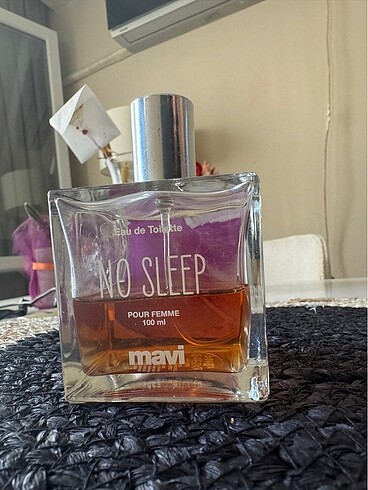 Eau de Toilette
NO SLEEP
POUR FEMME
100 ml
mavi